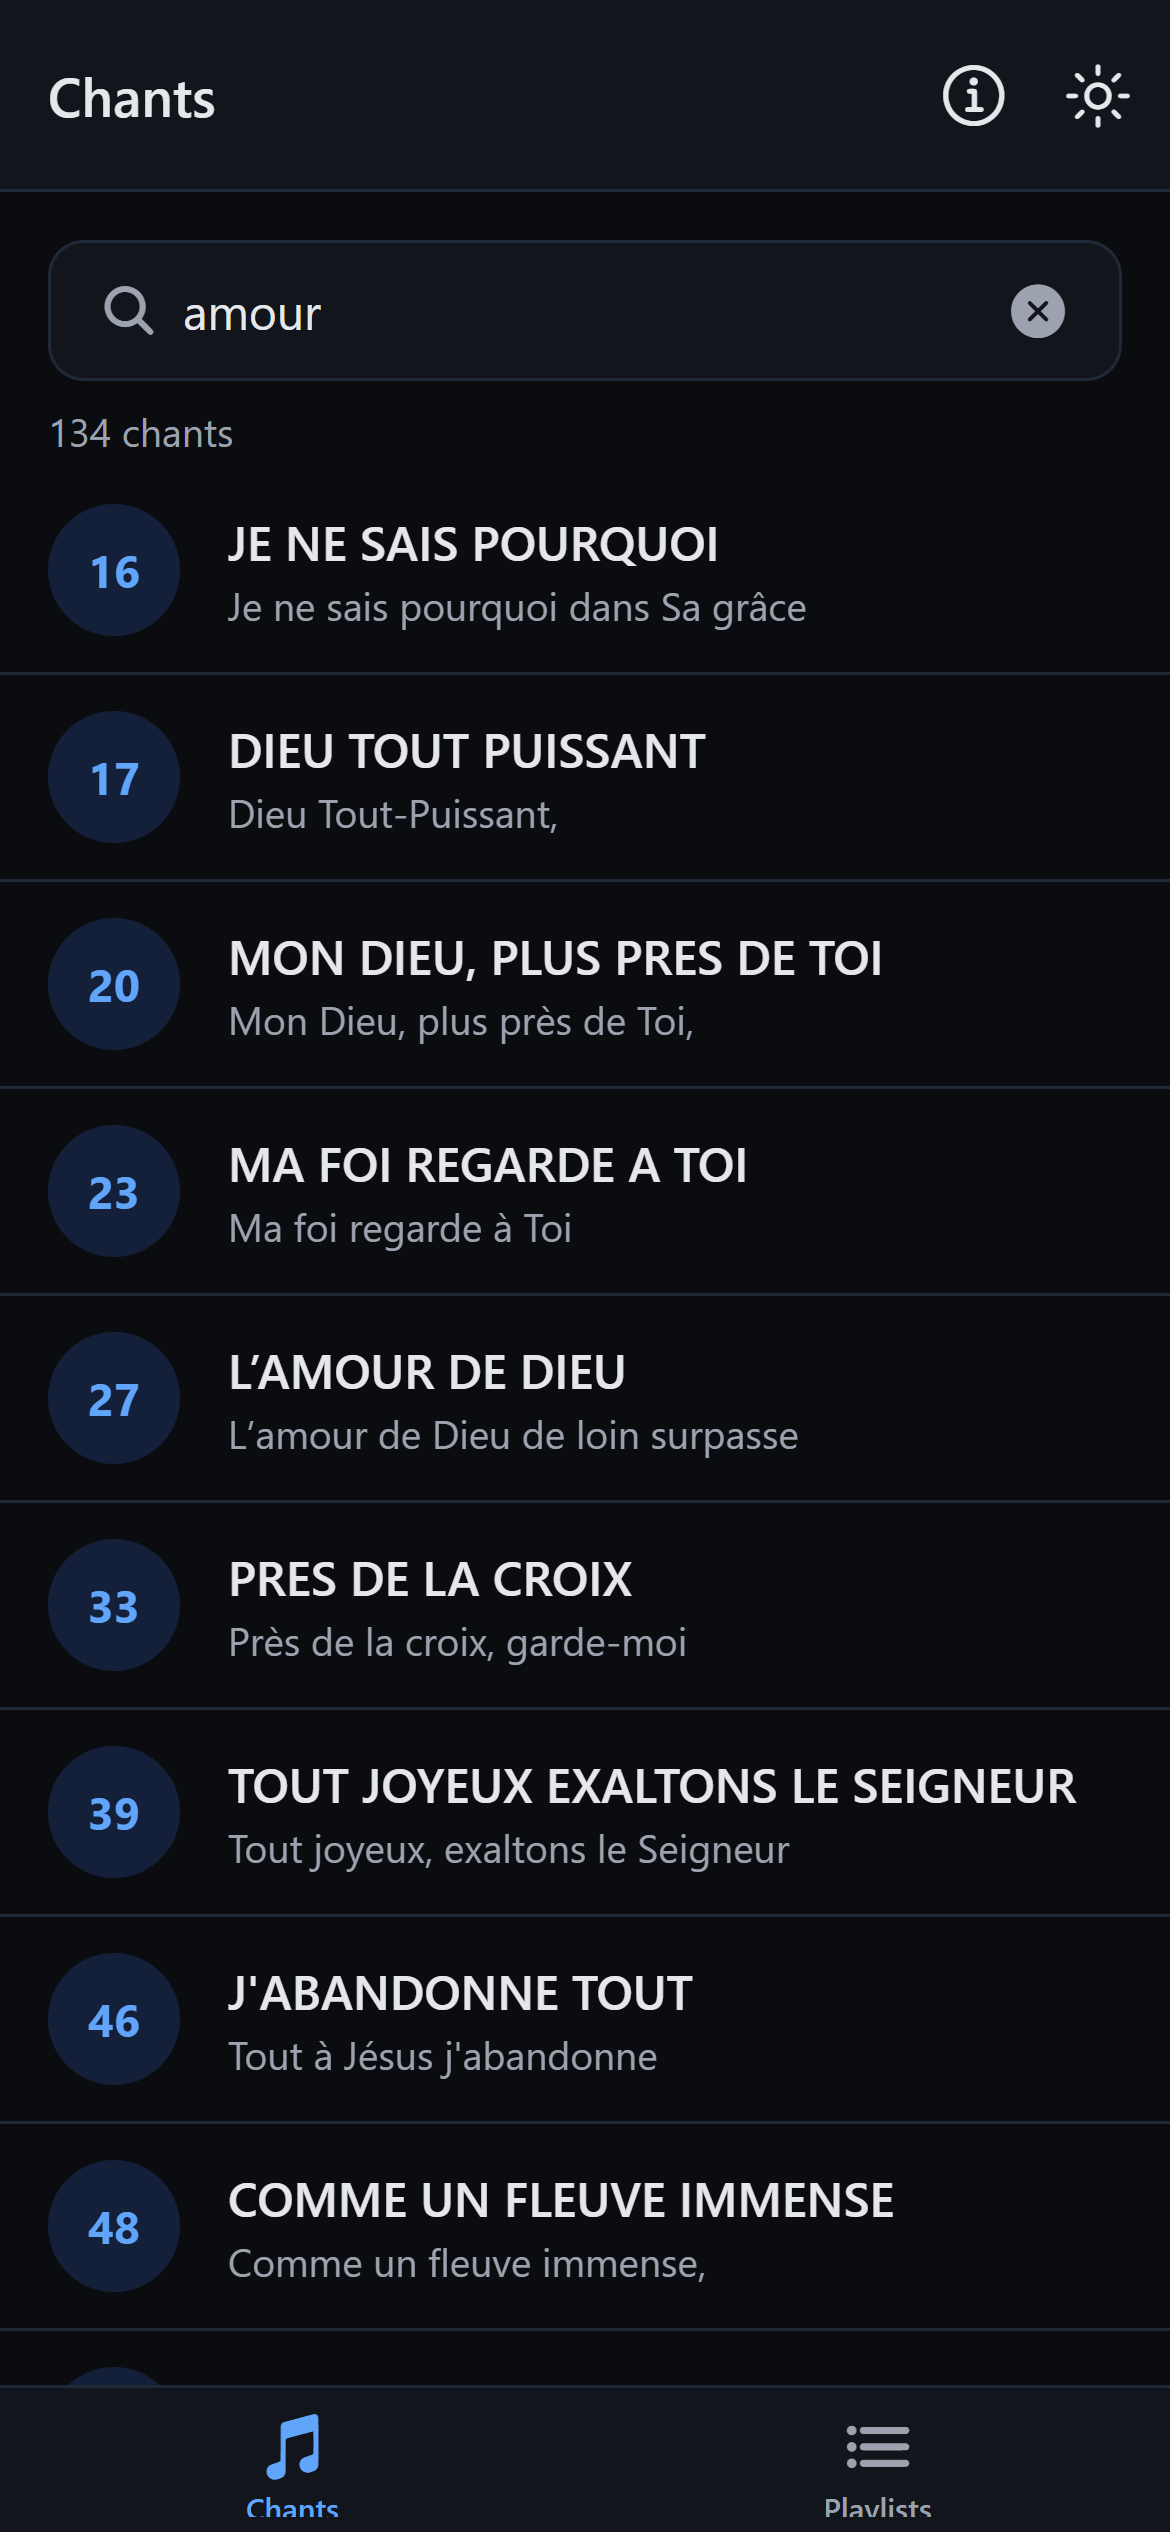 Chants
amour
134 chants
16
JE NE SAIS POURQUOI
Je ne sais pourquoi dans Sa grâce
17
DIEU TOUT PUISSANT
Dieu Tout-Puissant,
20
MON DIEU, PLUS PRES DE TOI
Mon Dieu, plus près de Toi,
23
MA FOI REGARDE A TOI
Ma foi regarde à Toi
27
L’AMOUR DE DIEU
L’amour de Dieu de loin surpasse
33
PRES DE LA CROIX
Près de la croix, garde-moi
39
TOUT JOYEUX EXALTONS LE SEIGNEUR
Tout joyeux, exaltons le Seigneur
46
J'ABANDONNE TOUT
Tout à Jésus j'abandonne
48
COMME UN FLEUVE IMMENSE
Comme un fleuve immense,
Chants
Playlists